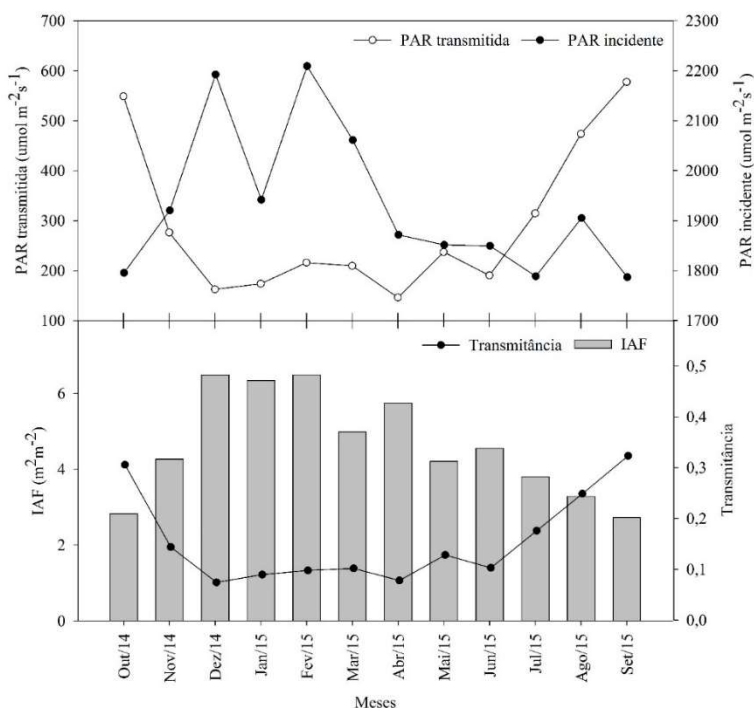 PAR transmitida
PAR incidente
PAR transmitida (umol m⁻²s⁻¹)
700
600
500
400
300
200
100
2300
2200
2100
2000
1900
1800
1700
PAR incidente (umol m⁻²s⁻¹)
Transmitância
IAF
IAF (m²m⁻²)
6
4
2
0
0,5
0,4
0,3
0,2
0,1
0,0
Transmitância
Out/14
Nov/14
Dez/14
Jan/15
Fev/15
Mar/15
Abr/15
Mai/15
Jun/15
Jul/15
Ago/15
Set/15
Meses